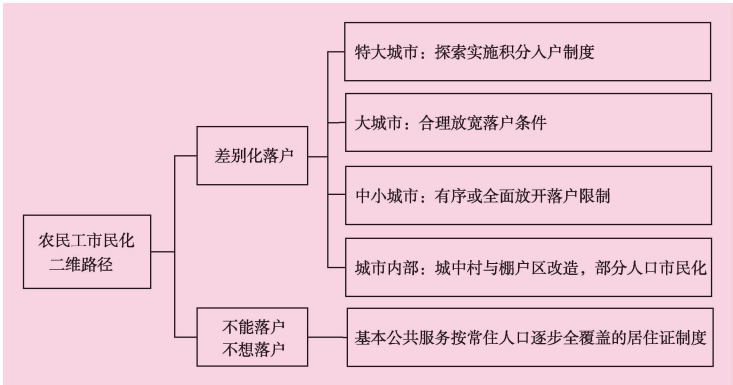 农民工市民化
二维路径
差别化落户
特大城市：探索实施积分入户制度
大城市：合理放宽落户条件
中小城市：有序或全面放开落户限制
城市内部：城中村与棚户区改造，部分人口市民化
不能落户
不想落户
基本公共服务按常住人口逐步全覆盖的居住证制度